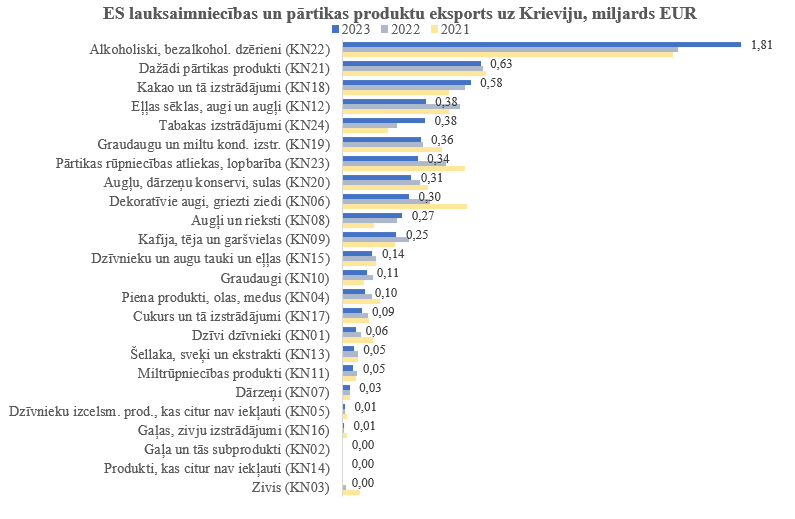 ES lauksaimniecības un pārtikas produktu eksports uz Krieviju, miljards EUR
2023 2022 2021
Alkoholiski, bezalkohol. dzērieni (KN22) 1,81
Dažādi pārtikas produkti (KN21) 0,63
Kakao un tā izstrādājumi (KN18) 0,58
Eļļas sēklas, augi un augļi (KN12) 0,38
Tabakas izstrādājumi (KN24) 0,38
Graudaugu un miltu kond. izstr. (KN19) 0,36
Pārtikas rūpniecības atliekas, lopbarība (KN23) 0,34
Augļu, dārzeņu konservi, sulas (KN20) 0,31
Dekoratīvie augi, griezti ziedi (KN06) 0,30
Augļi un rieksti (KN08) 0,27
Kafija, tēja un garšvielas (KN09) 0,25
Dzīvnieku un augu tauki un eļļas (KN15) 0,14
Graudaugi (KN10) 0,11
Piena produkti, olas, medus (KN04) 0,10
Cukurs un tā izstrādājumi (KN17) 0,09
Dzīvi dzīvnieki (KN01) 0,06
Šellaka, sveķi un ekstrakti (KN13) 0,05
Miltrūpniecības produkti (KN11) 0,05
Dārzeņi (KN07) 0,03
Dzīvnieku izcelsm. prod., kas citur nav iekļauti (KN05) 0,01
Gaļas, zivju izstrādājumi (KN16) 0,01
Gaļa un tās subprodukti (KN02) 0,00
Produkti, kas citur nav iekļauti (KN14) 0,00
Zivis (KN03) 0,00